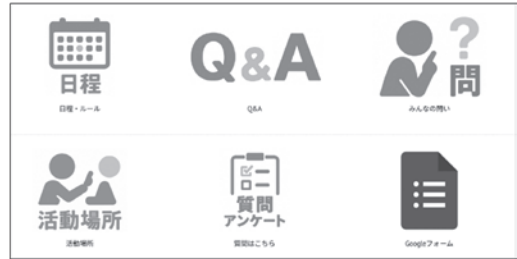 日程
日程・ルール
Q&A
Q&A
?
問
みんなの問い
活動場所
活動場所
質問
アンケート
質問はこちら
Googleフォーム